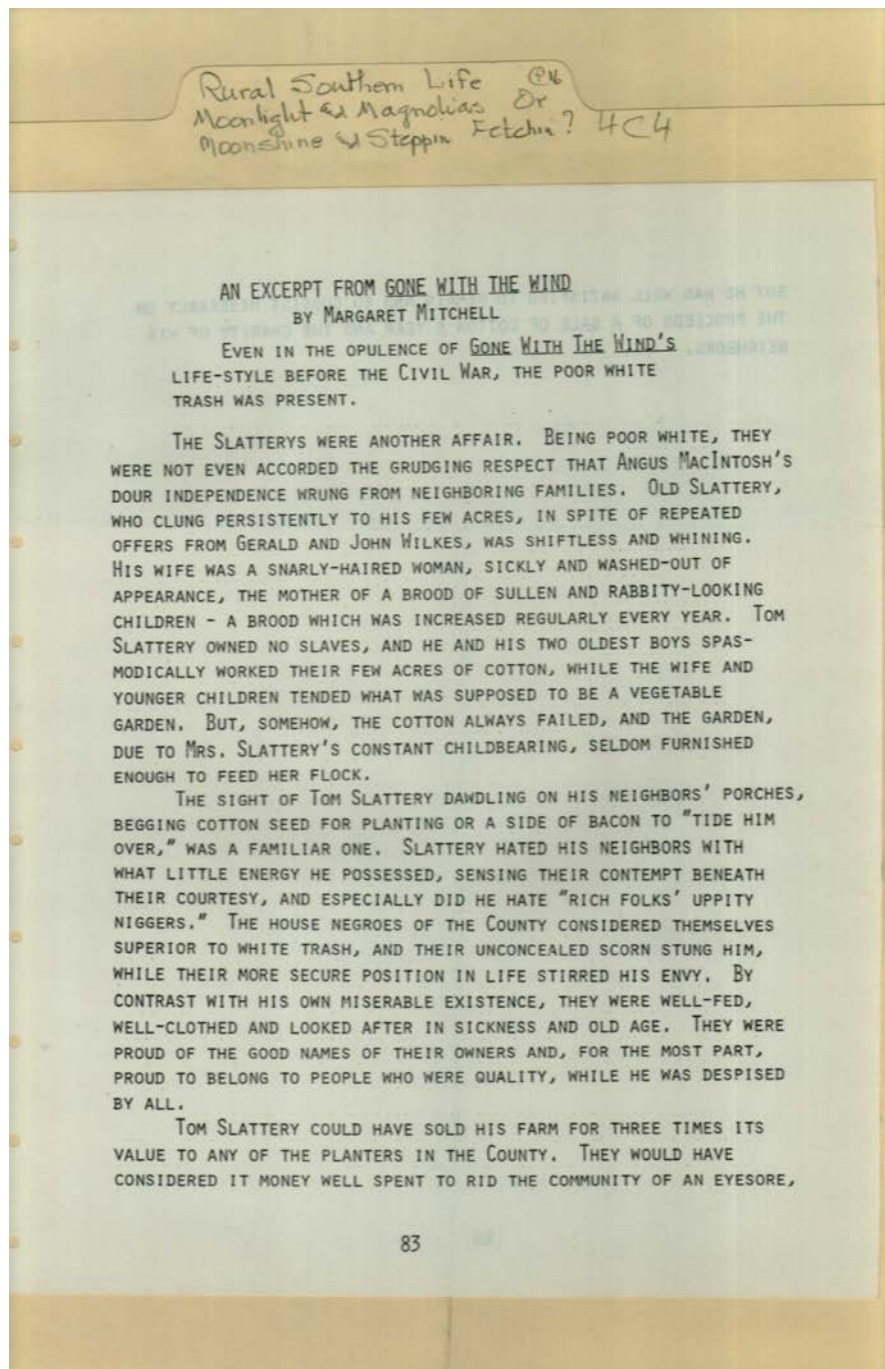 Rural Southern Life
Moonlight & Magnolias Or
Moonshine & Steppin Fetchin? 4C4
AN EXCERPT FROM GONE WITH THE WIND
BY MARGARET MITCHELL
EVEN IN THE OPULENCE OF GONE WITH THE WIND'S
LIFE-STYLE BEFORE THE CIVIL WAR, THE POOR WHITE
TRASH WAS PRESENT.
THE SLATTERYS WERE ANOTHER AFFAIR. BEING POOR WHITE, THEY
WERE NOT EVEN ACCORDED THE GRUDGING RESPECT THAT ANGUS MACINTOSH'S
DOUR INDEPENDENCE WRUNG FROM NEIGHBORING FAMILIES. OLD SLATTERY,
WHO CLUNG PERSISTENTLY TO HIS FEW ACRES, IN SPITE OF REPEATED
OFFERS FROM GERALD AND JOHN WILKES, WAS SHIFTLESS AND WHINING.
HIS WIFE WAS A SNARLY-HAIRED WOMAN, SICKLY AND WASHED-OUT OF
APPEARANCE, THE MOTHER OF A BROOD OF SULLEN AND RABBITY-LOOKING
CHILDREN - A BROOD WHICH WAS INCREASED REGULARLY EVERY YEAR. TOM
SLATTERY OWNED NO SLAVES, AND HE AND HIS TWO OLDEST BOYS SPAS-
MODICALLY WORKED THEIR FEW ACRES OF COTTON, WHILE THE WIFE AND
YOUNGER CHILDREN TENDED WHAT WAS SUPPOSED TO BE A VEGETABLE
GARDEN. BUT, SOMEHOW, THE COTTON ALWAYS FAILED, AND THE GARDEN,
DUE TO MRS. SLATTERY'S CONSTANT CHILDBEARING, SELDOM FURNISHED
ENOUGH TO FEED HER FLOCK.
THE SIGHT OF TOM SLATTERY DAWDLING ON HIS NEIGHBORS' PORCHES,
BEGGING COTTON SEED FOR PLANTING OR A SIDE OF BACON TO "TIDE HIM
OVER," WAS A FAMILIAR ONE. SLATTERY HATED HIS NEIGHBORS WITH
WHAT LITTLE ENERGY HE POSSESSED, SENSING THEIR CONTEMPT BENEATH
THEIR COURTESY, AND ESPECIALLY DID HE HATE "RICH FOLKS' UPPITY
NIGGERS." THE HOUSE NEGROES OF THE COUNTY CONSIDERED THEMSELVES
SUPERIOR TO WHITE TRASH, AND THEIR UNCONCEALED SCORN STUNG HIM,
WHILE THEIR MORE SECURE POSITION IN LIFE STIRRED HIS ENVY. BY
CONTRAST WITH HIS OWN MISERABLE EXISTENCE, THEY WERE WELL-FED,
WELL-CLOTHED AND LOOKED AFTER IN SICKNESS AND OLD AGE. THEY WERE
PROUD OF THE GOOD NAMES OF THEIR OWNERS AND, FOR THE MOST PART,
PROUD TO BELONG TO PEOPLE WHO WERE QUALITY, WHILE HE WAS DESPISED
BY ALL.
TOM SLATTERY COULD HAVE SOLD HIS FARM FOR THREE TIMES ITS
VALUE TO ANY OF THE PLANTERS IN THE COUNTY. THEY WOULD HAVE
CONSIDERED IT MONEY WELL SPENT TO RID THE COMMUNITY OF AN EYESORE,
83